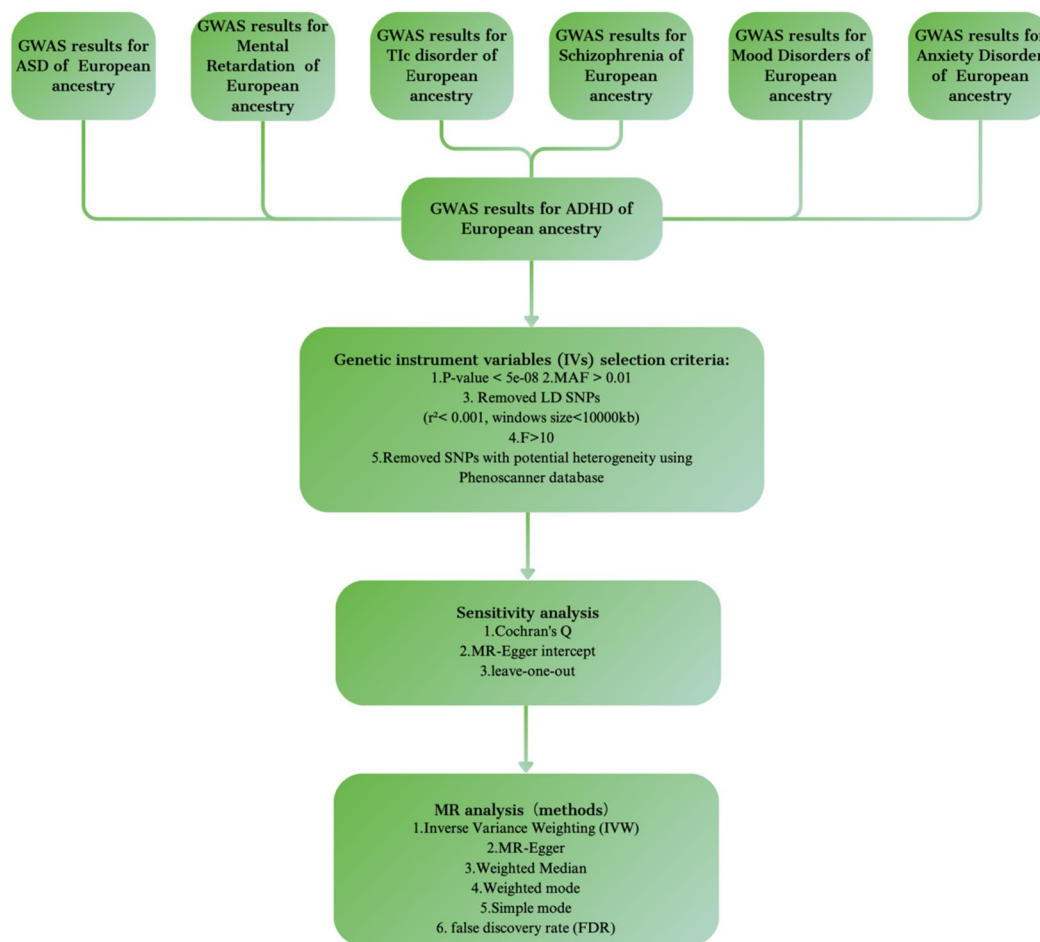 GWAS results for
ASD of European
ancestry
GWAS results for
Mental
Retardation of
European
ancestry
GWAS results for
TIc disorder of
European
ancestry
GWAS results for
Schizophrenia of
European
ancestry
GWAS results for
Mood Disorders of
European
ancestry
GWAS results for
Anxiety Disorder
of European
ancestry
GWAS results for ADHD of
European ancestry
Genetic instrument variables (IVs) selection criteria:
1.P-value < 5e-08 2.MAF > 0.01
3. Removed LD SNPs
(r²< 0.001, windows size<10000kb)
4.F>10
5.Removed SNPs with potential heterogeneity using
Phenoscanner database
Sensitivity analysis
1.Cochran's Q
2.MR-Egger intercept
3.leave-one-out
MR analysis（methods）
1.Inverse Variance Weighting (IVW)
2.MR-Egger
3.Weighted Median
4.Weighted mode
5.Simple mode
6. false discovery rate (FDR)